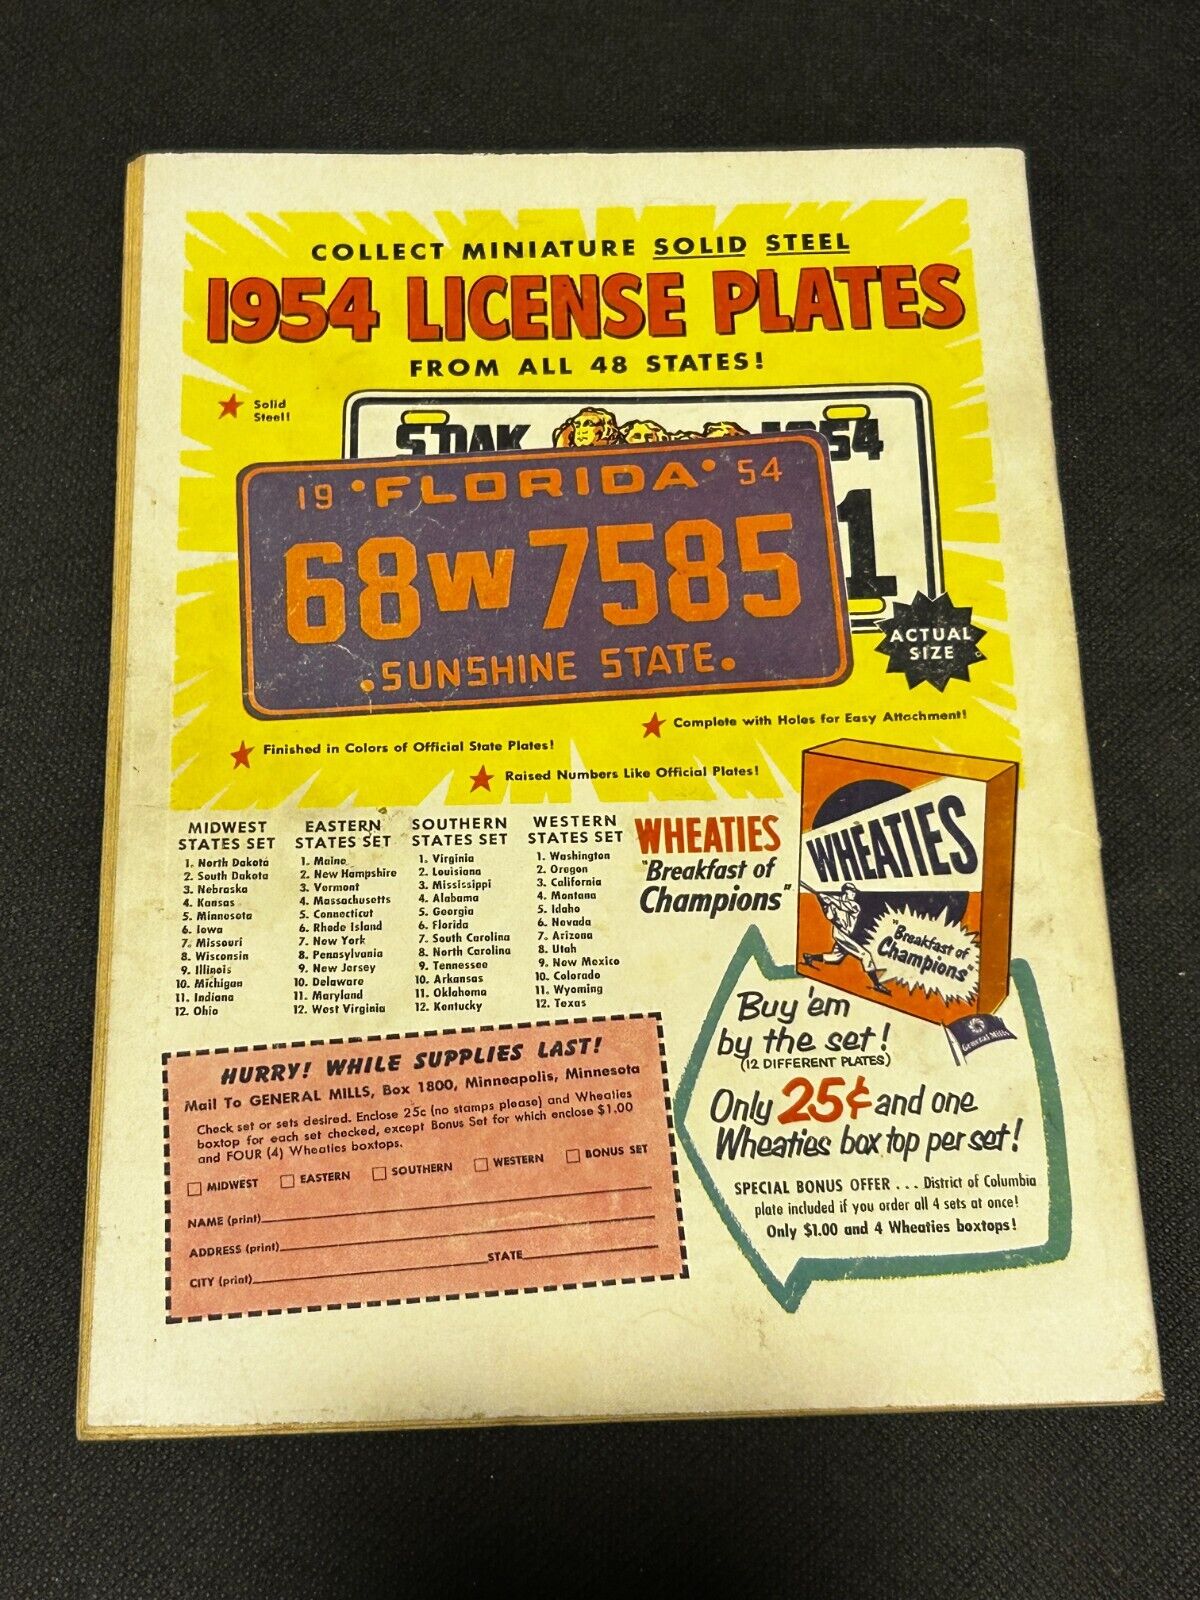 COLLECT MINIATURE SOLID STEEL
1954 LICENSE PLATES
FROM ALL 48 STATES!
Solid
Steel!
S.DAK 1954
1
19 • FLORIDA • 54
68W7585
• SUNSHINE STATE •
ACTUAL
SIZE
Complete with Holes for Easy Attachment!
Finished in Colors of Official State Plates!
Raised Numbers Like Official Plates!
MIDWEST
STATES SET
1. North Dakota
2. South Dakota
3. Nebraska
4. Kansas
5. Minnesota
6. Iowa
7. Missouri
8. Wisconsin
9. Illinois
10. Michigan
11. Indiana
12. Ohio
EASTERN
STATES SET
1. Maine
2. New Hampshire
3. Vermont
4. Massachusetts
5. Connecticut
6. Rhode Island
7. New York
8. Pennsylvania
9. New Jersey
10. Delaware
11. Maryland
12. West Virginia
SOUTHERN
STATES SET
1. Virginia
2. Louisiana
3. Mississippi
4. Alabama
5. Georgia
6. Florida
7. South Carolina
8. North Carolina
9. Tennessee
10. Arkansas
11. Oklahoma
12. Kentucky
WESTERN
STATES SET
1. Washington
2. Oregon
3. California
4. Montana
5. Idaho
6. Nevada
7. Arizona
8. Utah
9. New Mexico
10. Colorado
11. Wyoming
12. Texas
WHEATIES
"Breakfast of
Champions"
WHEATIES
"Breakfast of
Champions"
General Mills
Buy 'em
by the set!
(12 DIFFERENT PLATES)
Only 25¢ and one
Wheaties box top per set!
SPECIAL BONUS OFFER . . . District of Columbia
plate included if you order all 4 sets at once!
Only $1.00 and 4 Wheaties boxtops!
HURRY! WHILE SUPPLIES LAST!
Mail To GENERAL MILLS, Box 1800, Minneapolis, Minnesota
Check set or sets desired. Enclose 25c (no stamps please) and Wheaties
boxtop for each set checked, except Bonus Set for which enclose $1.00
and FOUR (4) Wheaties boxtops.
MIDWEST EASTERN SOUTHERN WESTERN BONUS SET
NAME (print)
ADDRESS (print)
CITY (print) STATE